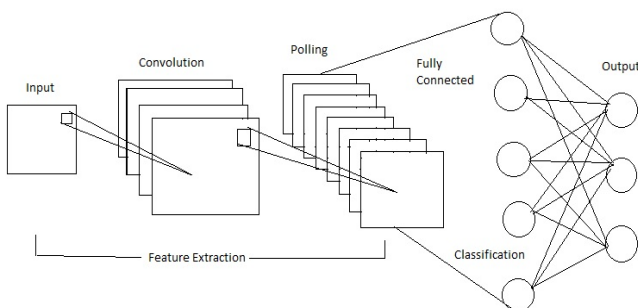 Input
Convolution
Polling
Fully
Connected
Output
Feature Extraction
Classification